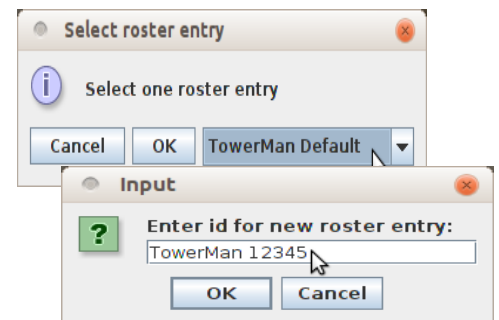 Select roster entry
Select one roster entry
Cancel OK TowerMan Default
Input
Enter id for new roster entry:
TowerMan 12345
OK Cancel